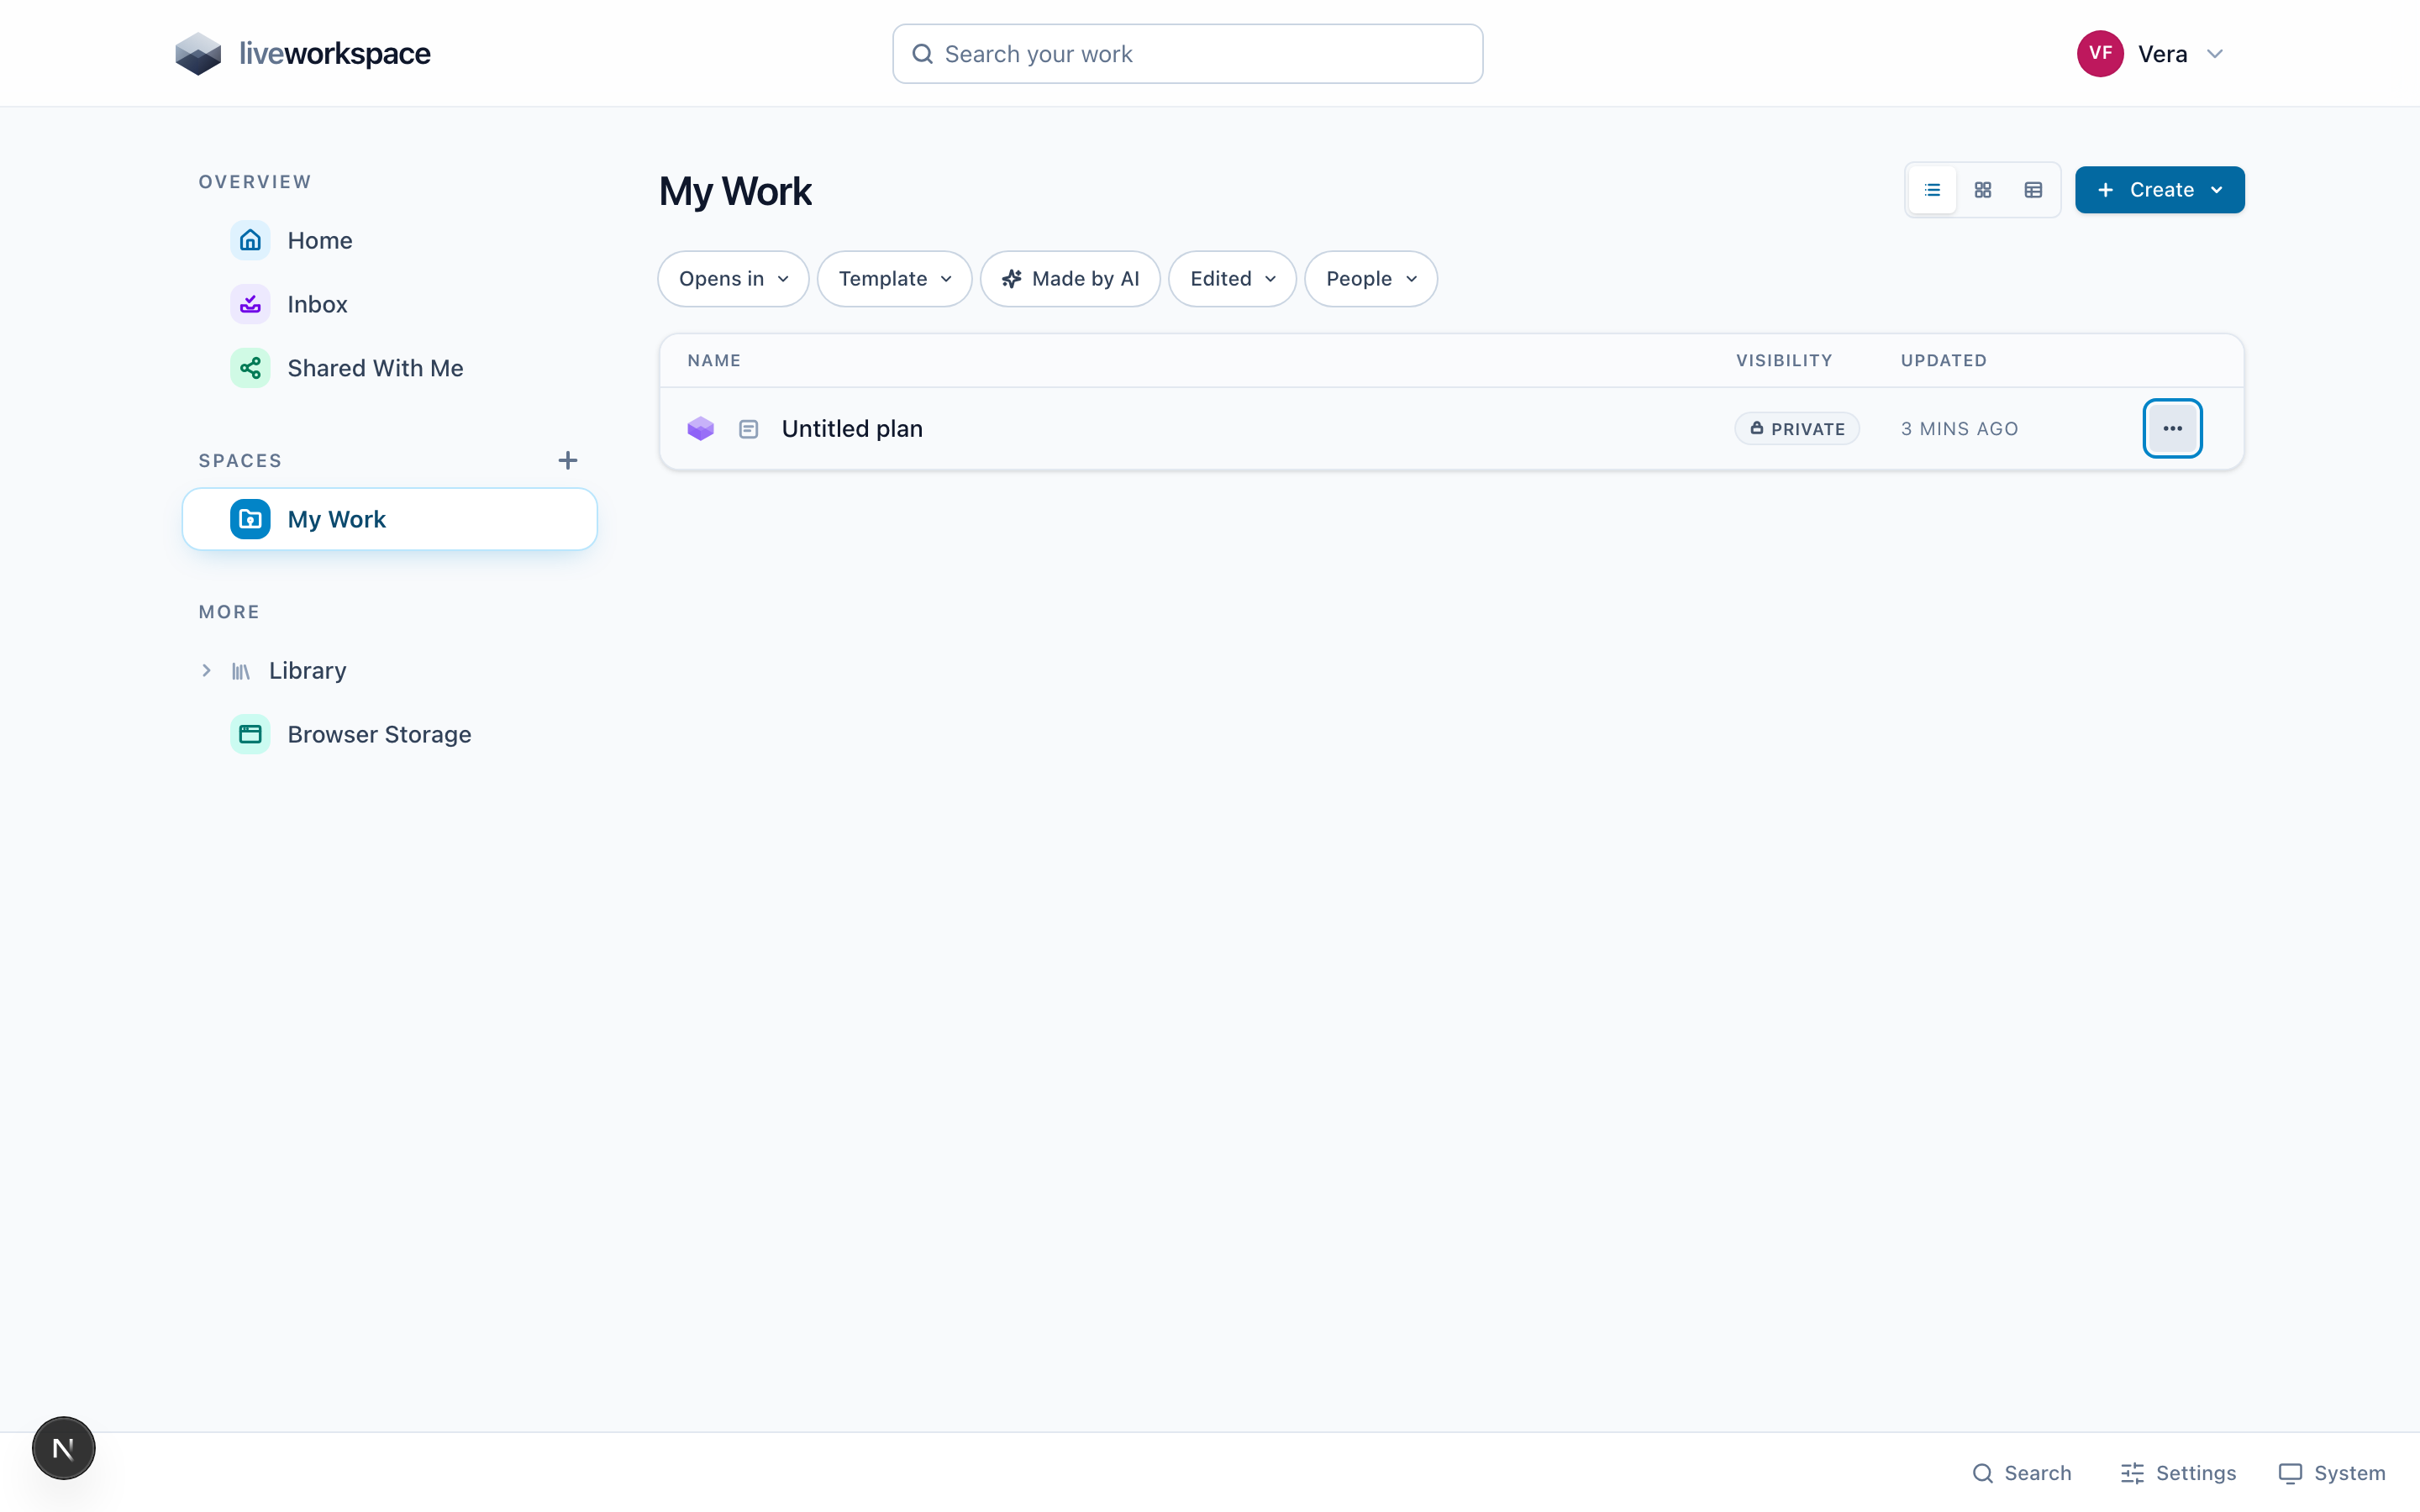 liveworkspace
Search your work
VF Vera
OVERVIEW
Home
Inbox
Shared With Me
SPACES
My Work
MORE
Library
Browser Storage
My Work
Create
Opens in
Template
Made by AI
Edited
People
NAME VISIBILITY UPDATED
Untitled plan PRIVATE 3 MINS AGO
N
Search Settings System